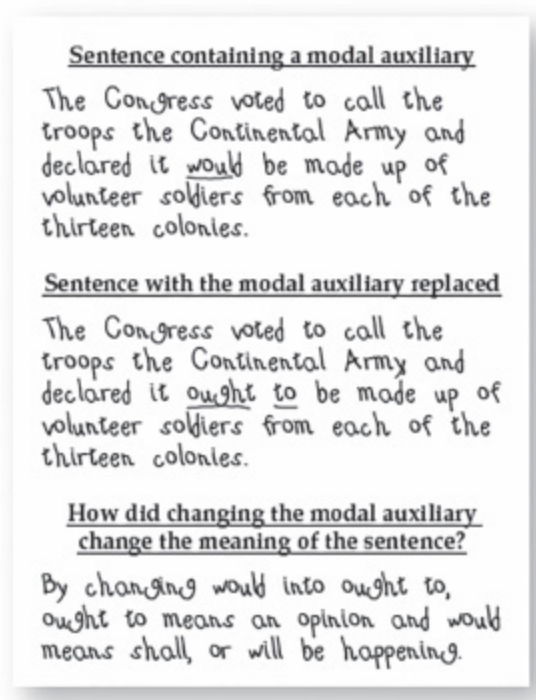 Sentence containing a modal auxiliary
The Congress voted to call the
troops the Continental Army and
declared it would be made up of
volunteer soldiers from each of the
thirteen colonies.
Sentence with the modal auxiliary replaced
The Congress voted to call the
troops the Continental Army and
declared it ought to be made up of
volunteer soldiers from each of the
thirteen colonies.
How did changing the modal auxiliary
change the meaning of the sentence?
By changing would into ought to,
ought to means an opinion and would
means shall, or will be happening.